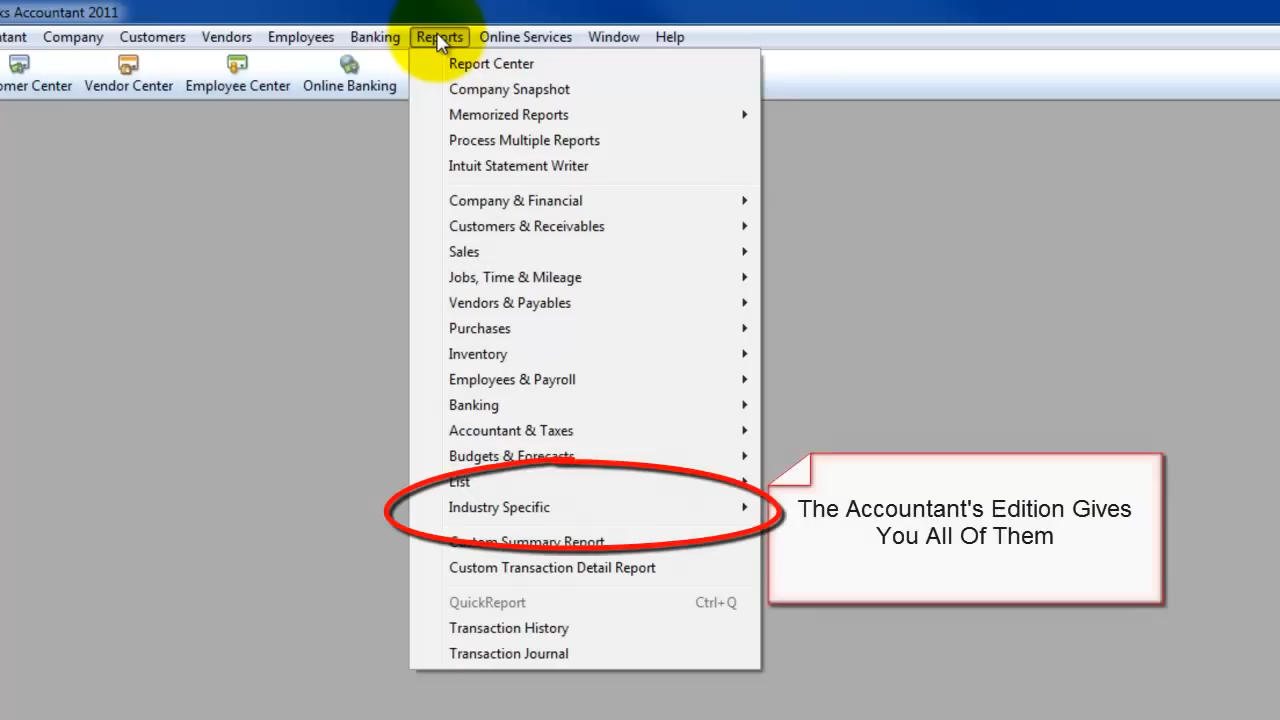 ks Accountant 2011
tant Company Customers Vendors Employees Banking Reports Online Services Window Help
omer Center Vendor Center Employee Center Online Banking
Report Center
Company Snapshot
Memorized Reports
Process Multiple Reports
Intuit Statement Writer
Company & Financial
Customers & Receivables
Sales
Jobs, Time & Mileage
Vendors & Payables
Purchases
Inventory
Employees & Payroll
Banking
Accountant & Taxes
Budgets & Forecasts
List
Industry Specific
Custom Summary Report
Custom Transaction Detail Report
QuickReport Ctrl+Q
Transaction History
Transaction Journal
The Accountant's Edition Gives
You All Of Them